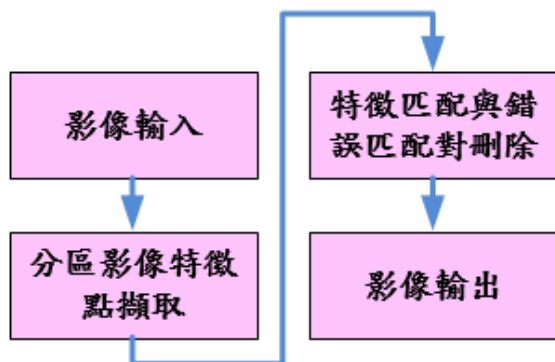 影像輸入
分區影像特徵
點擷取
特徵匹配與錯
誤匹配對刪除
影像輸出